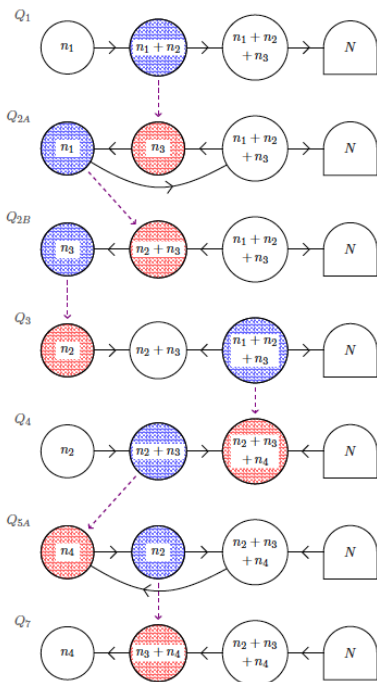 Q₁
n₁
n₁ + n₂
n₁ + n₂
+ n₃
N
Q₂A
n₁
n₃
n₁ + n₂
+ n₃
N
Q₂B
n₃
n₂ + n₃
n₁ + n₂
+ n₃
N
Q₃
n₂
n₂ + n₃
n₁ + n₂
+ n₃
N
Q₄
n₂
n₂ + n₃
n₂ + n₃
+ n₄
N
Q₅A
n₄
n₂
n₂ + n₃
+ n₄
N
Q₇
n₄
n₃ + n₄
n₂ + n₃
+ n₄
N